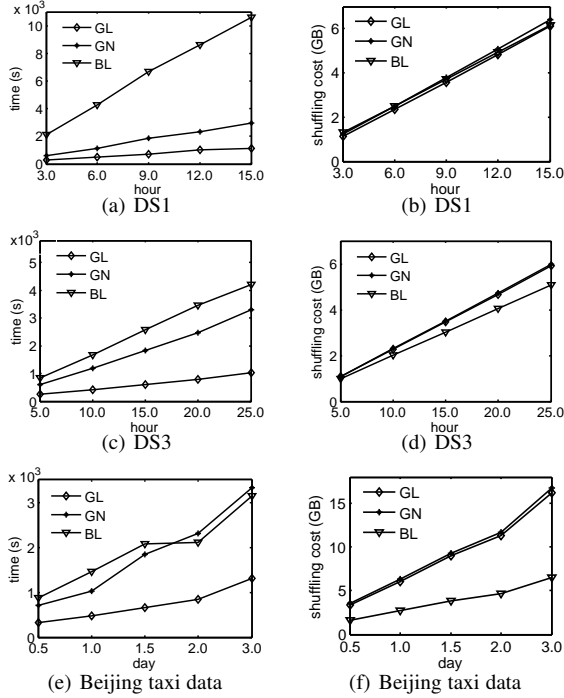 x 10³
10
8
6
4
2
0
time (s)
GL
GN
BL
3.0 6.0 9.0 12.0 15.0
hour
(a) DS1
6
4
2
0
shuffling cost (GB)
GL
GN
BL
3.0 6.0 9.0 12.0 15.0
hour
(b) DS1
x10³
5
4
3
2
1
0
time (s)
GL
GN
BL
5.0 10.0 15.0 20.0 25.0
hour
(c) DS3
6
4
2
0
shuffling cost (GB)
GL
GN
BL
5.0 10.0 15.0 20.0 25.0
hour
(d) DS3
x 10³
3
2
1
0
time (s)
GL
GN
BL
0.5 1.0 1.5 2.0 3.0
day
(e) Beijing taxi data
15
10
5
0
shuffling cost (GB)
GL
GN
BL
0.5 1.0 1.5 2.0 3.0
day
(f) Beijing taxi data